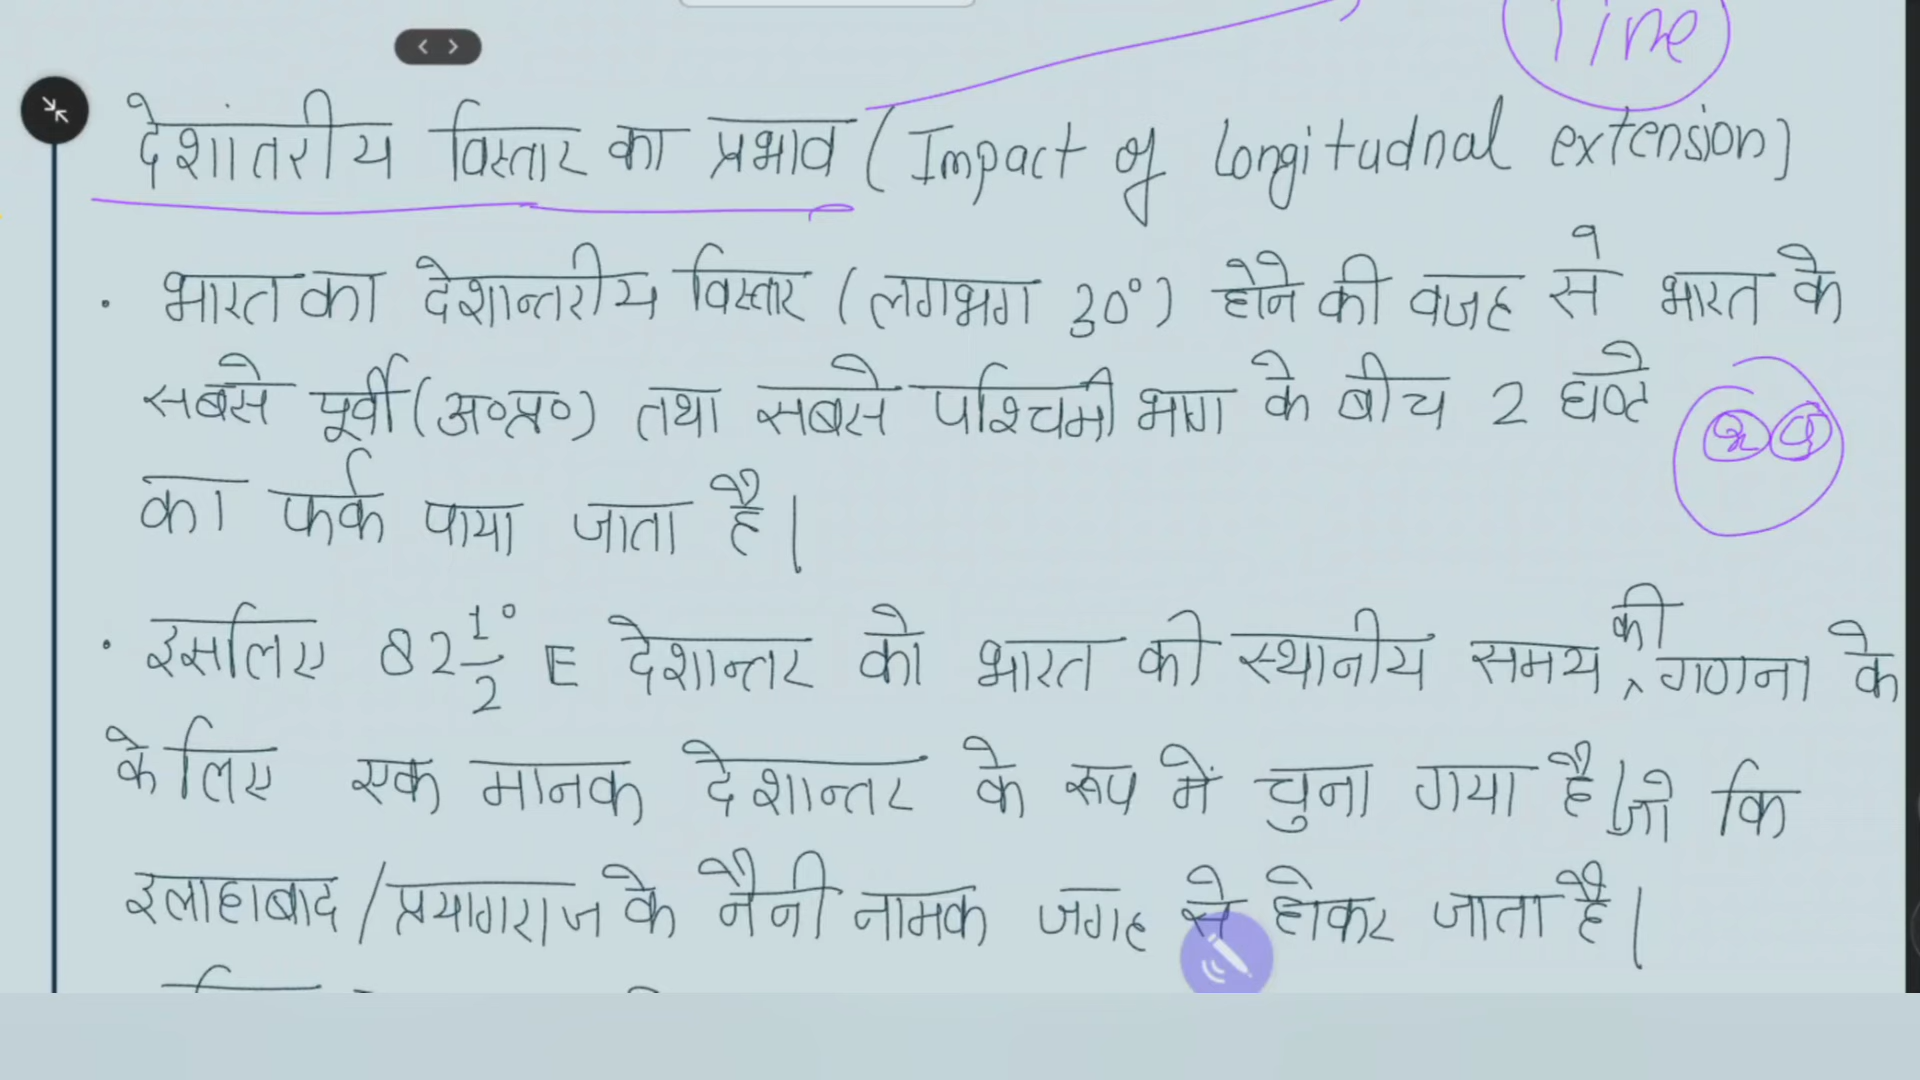 Time
देशांतरीय विस्तार का प्रभाव (Impact of Longitudnal extension)
• भारत का देशान्तरीय विस्तार (लगभग 30°) होने की वजह से भारत के
सबसे पूर्वी (अ०प्र०) तथा सबसे पश्चिमी भाग के बीच 2 घण्टे
का फर्क पाया जाता है।
• इसलिए 82 1/2° E देशान्तर को भारत की स्थानीय समय की गणना के
के लिए एक मानक देशान्तर के रूप में चुना गया है। जो कि
इलाहाबाद / प्रयागराज के नैनी नामक जगह से होकर जाता है।